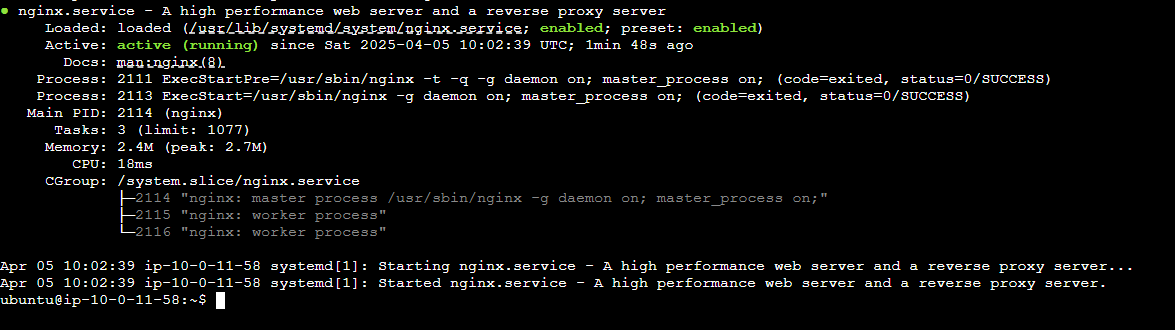 ● nginx.service - A high performance web server and a reverse proxy server
Loaded: loaded (/usr/lib/systemd/system/nginx.service; enabled; preset: enabled)
Active: active (running) since Sat 2025-04-05 10:02:39 UTC; 1min 48s ago
Docs: man:nginx(8)
Process: 2111 ExecStartPre=/usr/sbin/nginx -t -q -g daemon on; master_process on; (code=exited, status=0/SUCCESS)
Process: 2113 ExecStart=/usr/sbin/nginx -g daemon on; master_process on; (code=exited, status=0/SUCCESS)
Main PID: 2114 (nginx)
Tasks: 3 (limit: 1077)
Memory: 2.4M (peak: 2.7M)
CPU: 18ms
CGroup: /system.slice/nginx.service
├─2114 "nginx: master process /usr/sbin/nginx -g daemon on; master_process on;"
├─2115 "nginx: worker process"
└─2116 "nginx: worker process"
Apr 05 10:02:39 ip-10-0-11-58 systemd[1]: Starting nginx.service - A high performance web server and a reverse proxy server...
Apr 05 10:02:39 ip-10-0-11-58 systemd[1]: Started nginx.service - A high performance web server and a reverse proxy server.
ubuntu@ip-10-0-11-58:~$